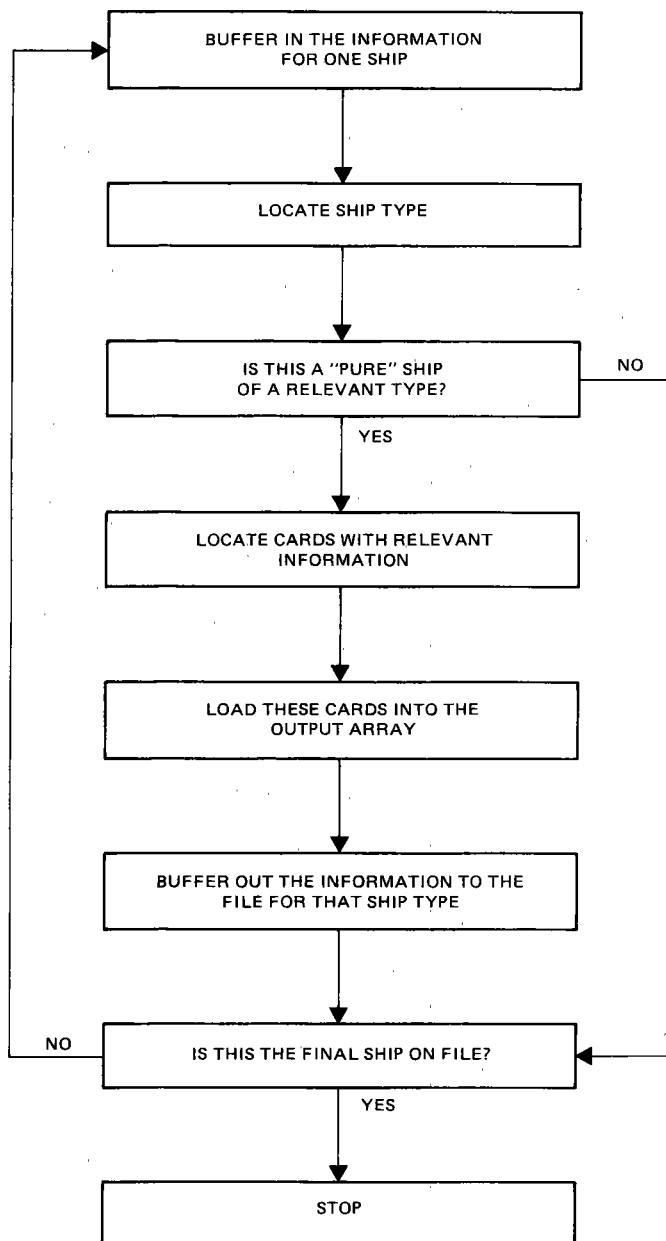 BUFFER IN THE INFORMATION
FOR ONE SHIP
LOCATE SHIP TYPE
IS THIS A "PURE" SHIP
OF A RELEVANT TYPE?
NO
YES
LOCATE CARDS WITH RELEVANT
INFORMATION
LOAD THESE CARDS INTO THE
OUTPUT ARRAY
BUFFER OUT THE INFORMATION TO THE
FILE FOR THAT SHIP TYPE
NO
IS THIS THE FINAL SHIP ON FILE?
YES
STOP